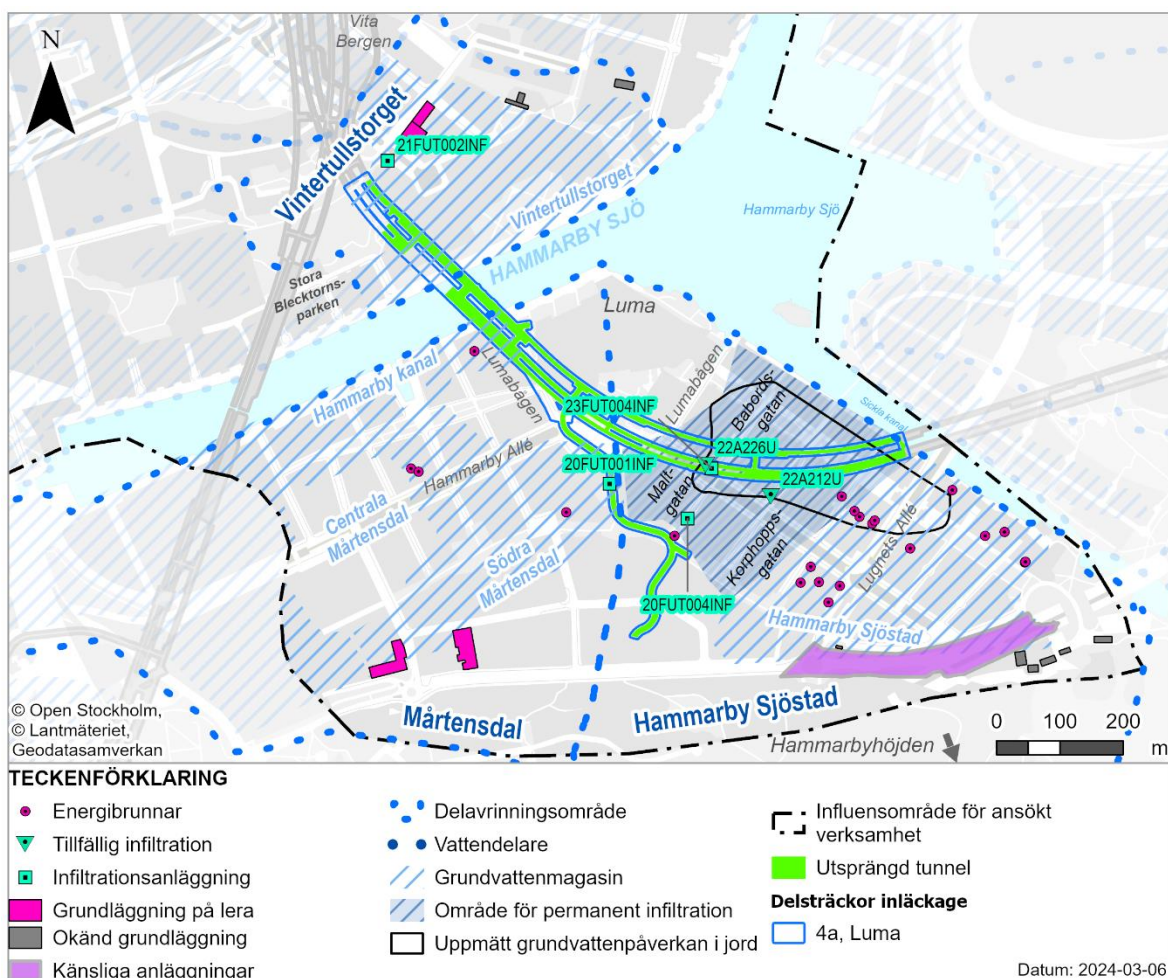 Vita
Bergen
N
21FUT002INF
Vintertullstorget
Vintertullstorget
HAMMARBY SJÖ
Hammarby Sjö
Stora
Blecktorns-
parken
Luma
Hammarby kanal
Lumabågen
Lumabågen
Babords-
gatan
Sickla kanal
23FUT004INF
22A226U
20FUT001INF
22A212U
Hammarby Allé
Malt-
gatan
Centrala
Mårtensdal
Södra
Mårtensdal
Korphopps-
gatan
Lugnets Allé
20FUT004INF
Hammarby Sjöstad
Mårtensdal
Hammarby Sjöstad
Hammarbyhöjden
© Open Stockholm,
© Lantmäteriet,
Geodatasamverkan
0 100 200
m
TECKENFÖRKLARING
Energibrunnar
Tillfällig infiltration
Infiltrationsanläggning
Grundläggning på lera
Okänd grundläggning
Känsliga anläggningar
Delavrinningsområde
Vattendelare
Grundvattenmagasin
Område för permanent infiltration
Uppmätt grundvattenpåverkan i jord
Influensområde för ansökt
verksamhet
Utsprängd tunnel
Delsträckor inläckage
4a, Luma
Datum: 2024-03-06